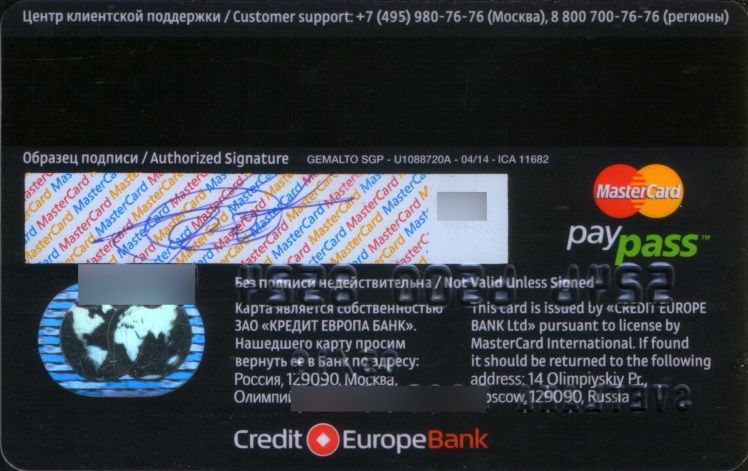 Центр клиентской поддержки / Customer support: +7 (495) 980-76-76 (Москва), 8 800 700-76-76 (регионы)
Образец подписи / Authorized Signature GEMALTO SGP - U1088720A - 04/14 - ICA 11682
MasterCard
paypass™
Без подписи недействительна / Not Valid Unless Signed
Карта является собственностью
ЗАО «КРЕДИТ ЕВРОПА БАНК».
Нашедшего карту просим
вернуть ее в Банк по адресу:
Россия, 129090, Москва,
This card is issued by «CREDIT EUROPE
BANK Ltd» pursuant to license by
MasterCard International. If found
it should be returned to the following
address: 14 Olimpiyskiy Pr.,
Moscow, 129090, Russia
Credit EuropeBank